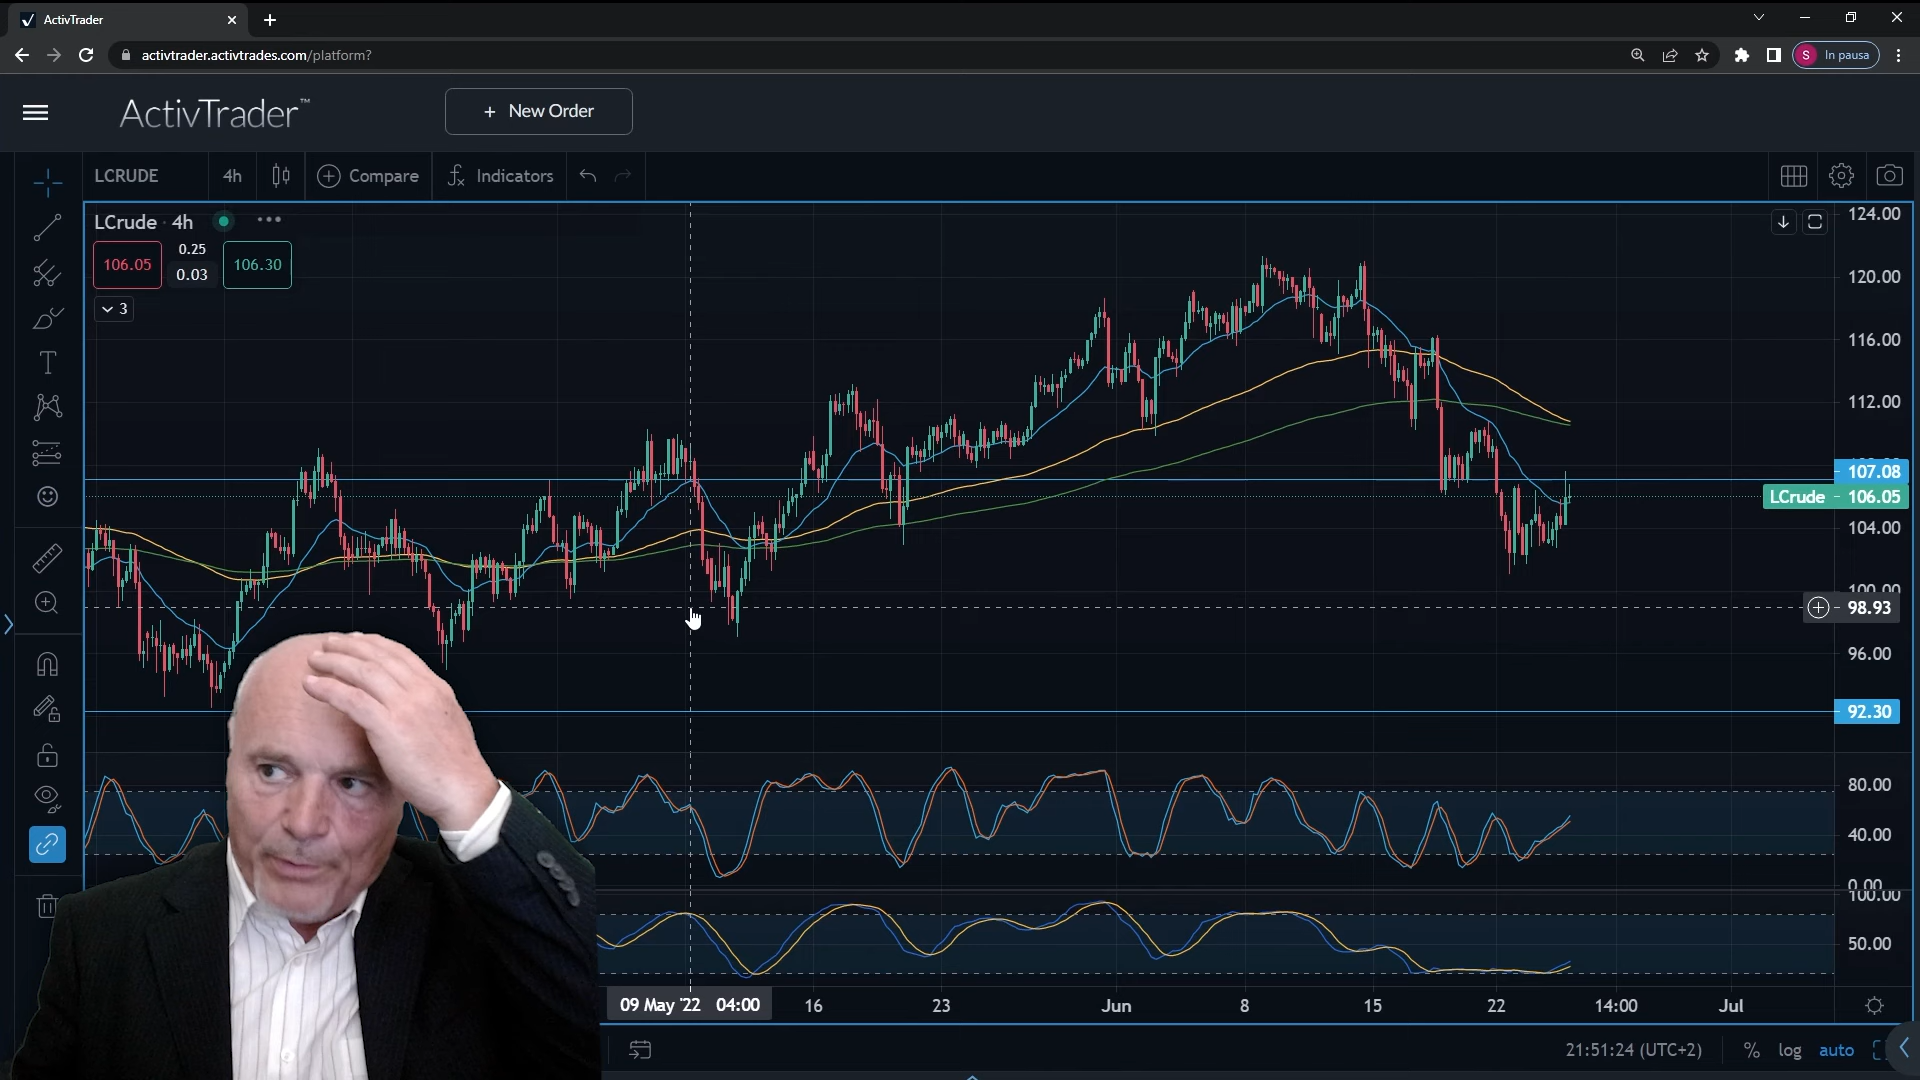 ActivTrader
activtrader.activtrades.com/platform?
S In pausa
ActivTrader™
+ New Order
LCRUDE 4h Compare Indicators
LCrude · 4h
106.05 0.25 0.03 106.30
3
124.00
120.00
116.00
112.00
107.08
LCrude - 106.05
104.00
100.00
98.93
96.00
92.30
80.00
40.00
0.00
100.00
50.00
09 May '22 04:00 16 23 Jun 8 15 22 14:00 Jul
21:51:24 (UTC+2) % log auto